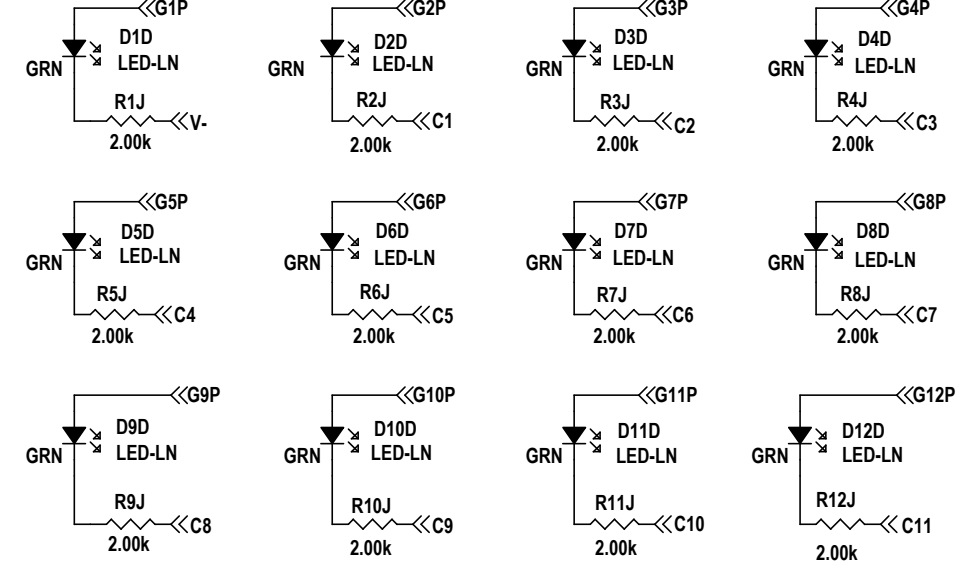 G1P
D1D
LED-LN
GRN
R1J
V-
2.00k
G2P
D2D
LED-LN
GRN
R2J
C1
2.00k
G3P
D3D
LED-LN
GRN
R3J
C2
2.00k
G4P
D4D
LED-LN
GRN
R4J
C3
2.00k
G5P
D5D
LED-LN
GRN
R5J
C4
2.00k
G6P
D6D
LED-LN
GRN
R6J
C5
2.00k
G7P
D7D
LED-LN
GRN
R7J
C6
2.00k
G8P
D8D
LED-LN
GRN
R8J
C7
2.00k
G9P
D9D
LED-LN
GRN
R9J
C8
2.00k
G10P
D10D
LED-LN
GRN
R10J
C9
2.00k
G11P
D11D
LED-LN
GRN
R11J
C10
2.00k
G12P
D12D
LED-LN
GRN
R12J
C11
2.00k